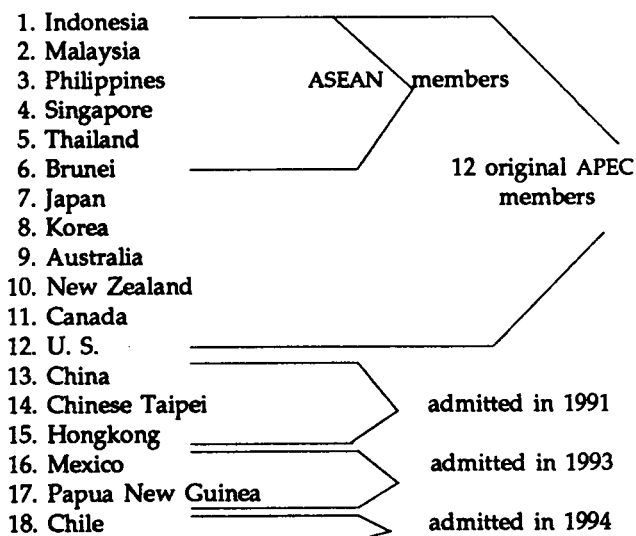 1. Indonesia
2. Malaysia
3. Philippines ASEAN members
4. Singapore
5. Thailand
6. Brunei 12 original APEC
7. Japan members
8. Korea
9. Australia
10. New Zealand
11. Canada
12. U. S.
13. China
14. Chinese Taipei admitted in 1991
15. Hongkong
16. Mexico admitted in 1993
17. Papua New Guinea
18. Chile admitted in 1994